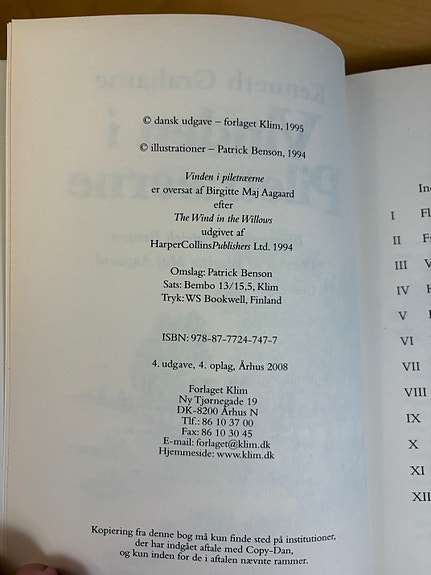 © dansk udgave – forlaget Klim, 1995
© illustrationer – Patrick Benson, 1994
Vinden i piletræerne
er oversat af Birgitte Maj Aagaard
efter
The Wind in the Willows
udgivet af
HarperCollinsPublishers Ltd. 1994
Omslag: Patrick Benson
Sats: Bembo 13/15,5, Klim
Tryk: WS Bookwell, Finland
ISBN: 978-87-7724-747-7
4. udgave, 4. oplag, Århus 2008
Forlaget Klim
Ny Tjørnegade 19
DK-8200 Århus N
Tlf.: 86 10 37 00
Fax: 86 10 30 45
E-mail: forlaget@klim.dk
Hjemmeside: www.klim.dk
Kopiering fra denne bog må kun finde sted på institutioner,
der har indgået aftale med Copy-Dan,
og kun inden for de i aftalen nævnte rammer.
I
II
III
IV
V
VI
VII
VIII
IX
X
XI
XII